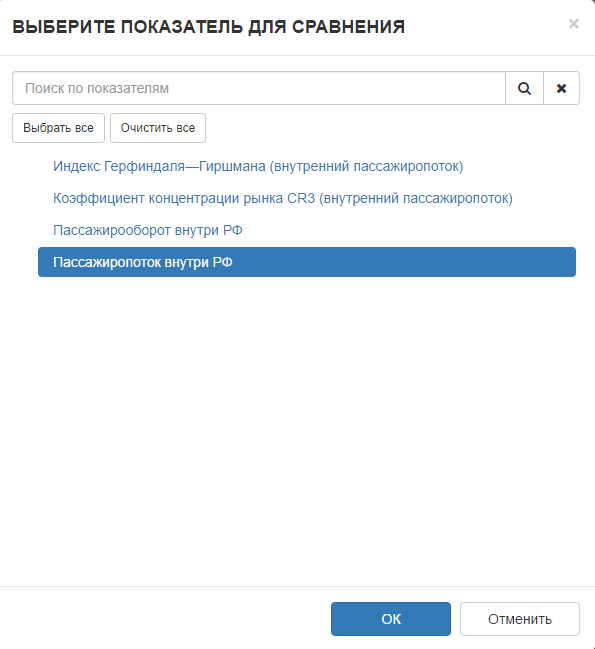 ВЫБЕРИТЕ ПОКАЗАТЕЛЬ ДЛЯ СРАВНЕНИЯ
Поиск по показателям
Выбрать все Очистить все
Индекс Герфиндаля—Гиршмана (внутренний пассажиропоток)
Коэффициент концентрации рынка CR3 (внутренний пассажиропоток)
Пассажирооборот внутри РФ
Пассажиропоток внутри РФ
ОК Отменить